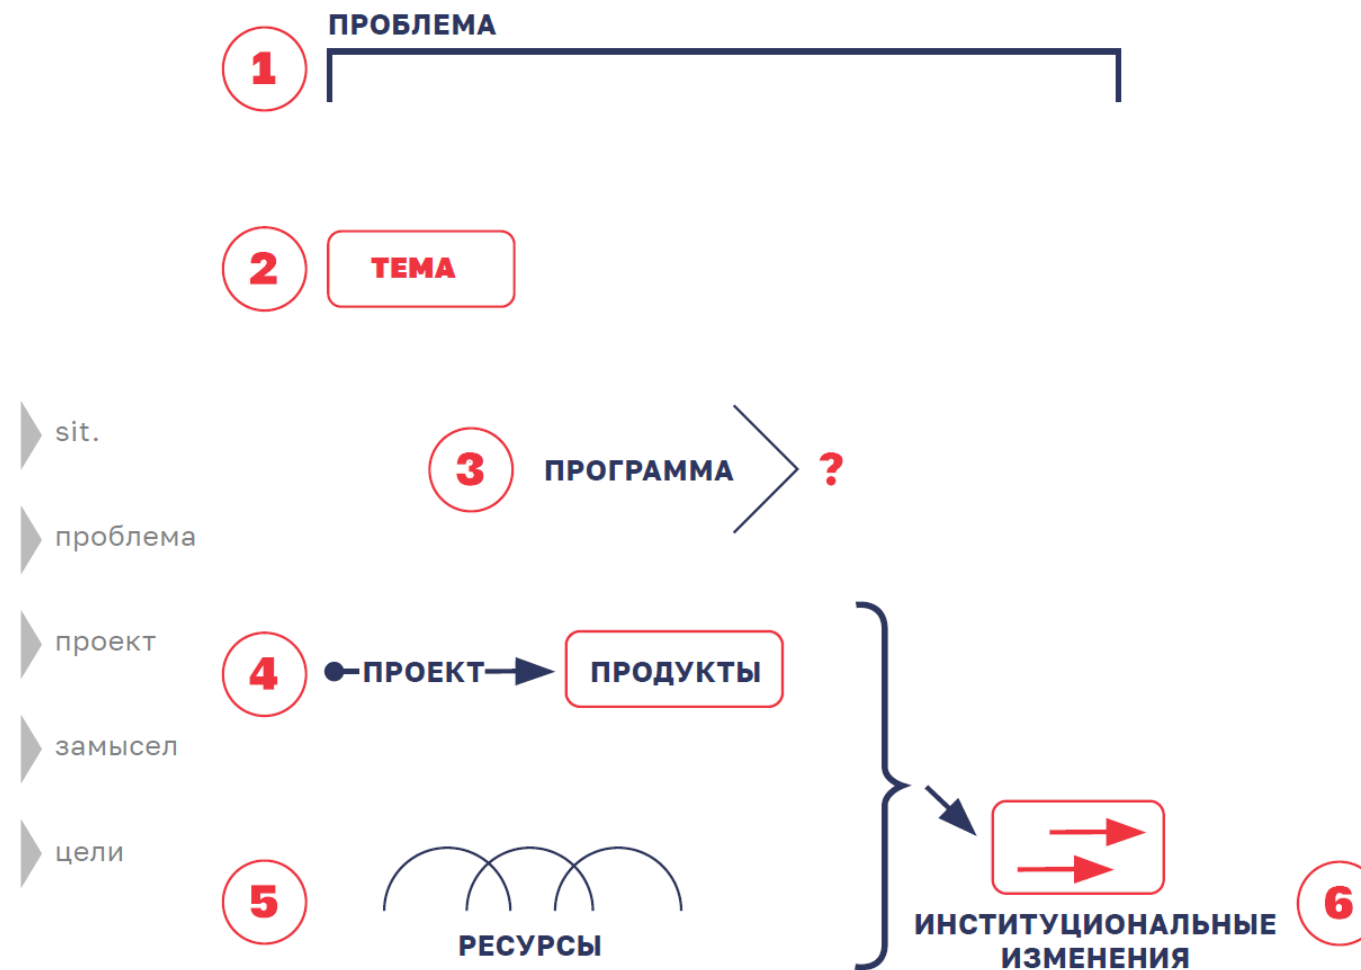 ПРОБЛЕМА
1
2
ТЕМА
sit.
3
ПРОГРАММА
?
проблема
проект
4
ПРОЕКТ
ПРОДУКТЫ
замысел
цели
5
РЕСУРСЫ
6
ИНСТИТУЦИОНАЛЬНЫЕ
ИЗМЕНЕНИЯ